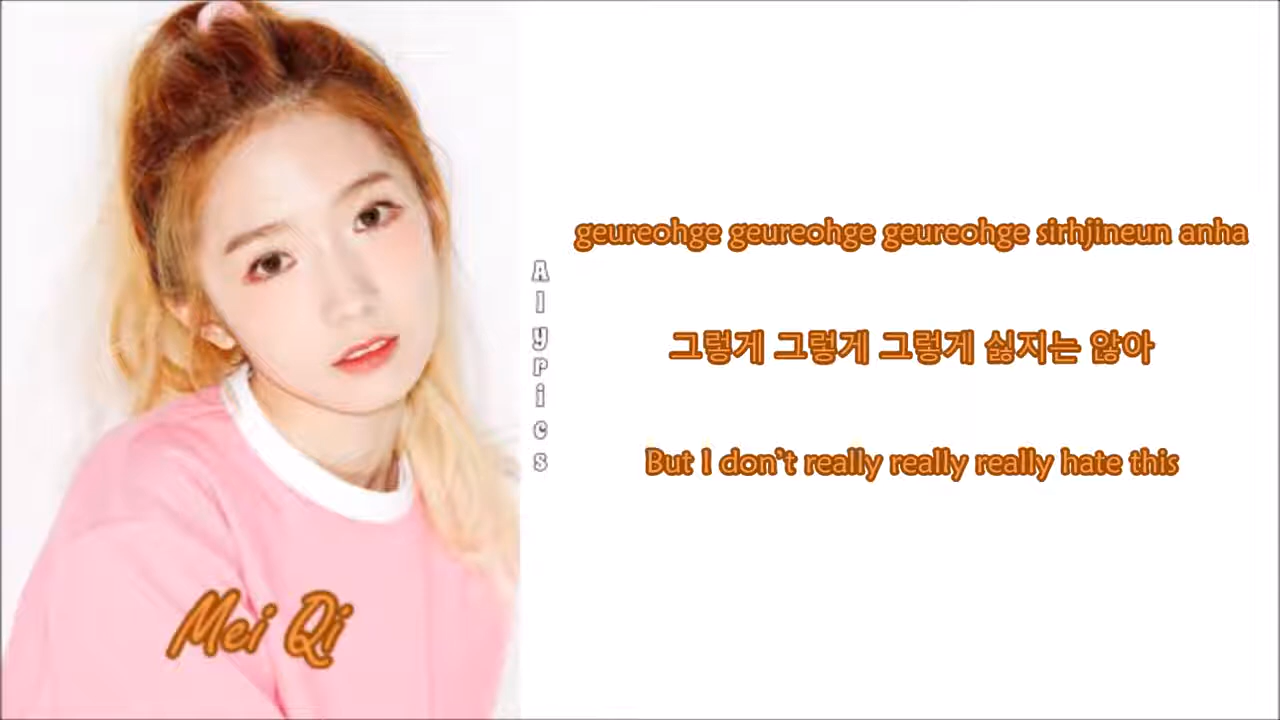 geureohge geureohge geureohge sirhjineun anha
그렇게 그렇게 그렇게 싫지는 않아
But I don't really really really hate this
Alyrics
Mei Qi